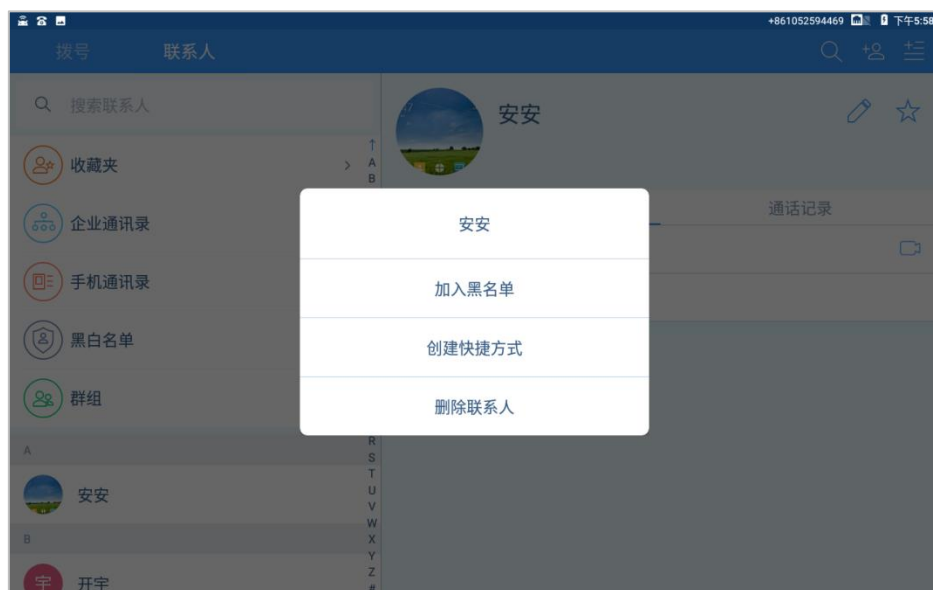 +861052594469 下午5:58
拨号 联系人
搜索联系人
安安
收藏夹
↑
A
B
企业通讯录
通话记录
安安
手机通讯录
加入黑名单
黑白名单
创建快捷方式
群组
删除联系人
A
R
S
T
安安
U
V
W
B
X
Y
宇 开宇
Z
#